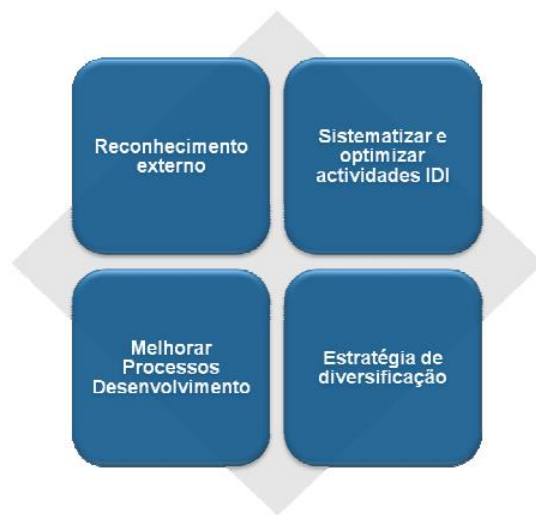 Reconhecimento
externo
Sistematizar e
optimizar
actividades IDI
Melhorar
Processos
Desenvolvimento
Estratégia de
diversificação